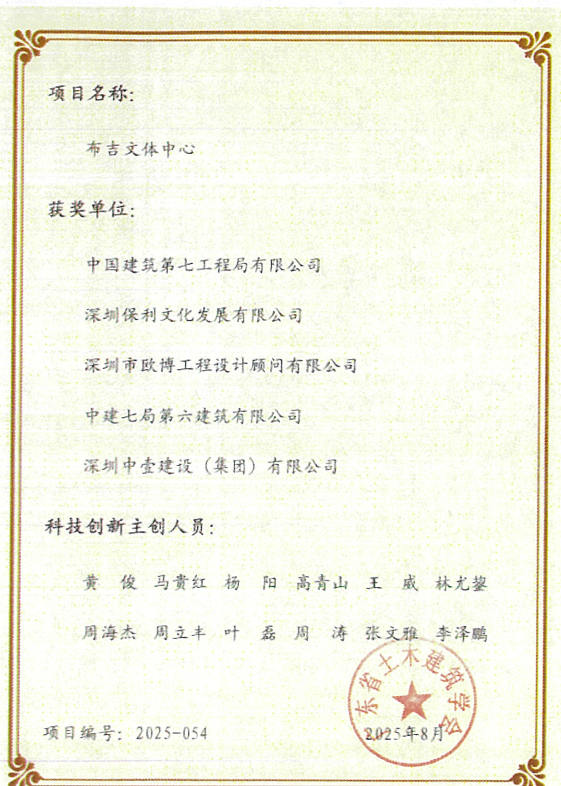 项目名称：
布吉文体中心
获奖单位：
中国建筑第七工程局有限公司
深圳保利文化发展有限公司
深圳市欧博工程设计顾问有限公司
中建七局第六建筑有限公司
深圳中壹建设（集团）有限公司
科技创新主创人员：
黄 俊 马贵红 杨 阳 高青山 王 威 林尤鋆
周海杰 周立丰 叶 磊 周 涛 张文雅 李泽鹏
东省土木建筑学会
项目编号：2025-054
2025年8月